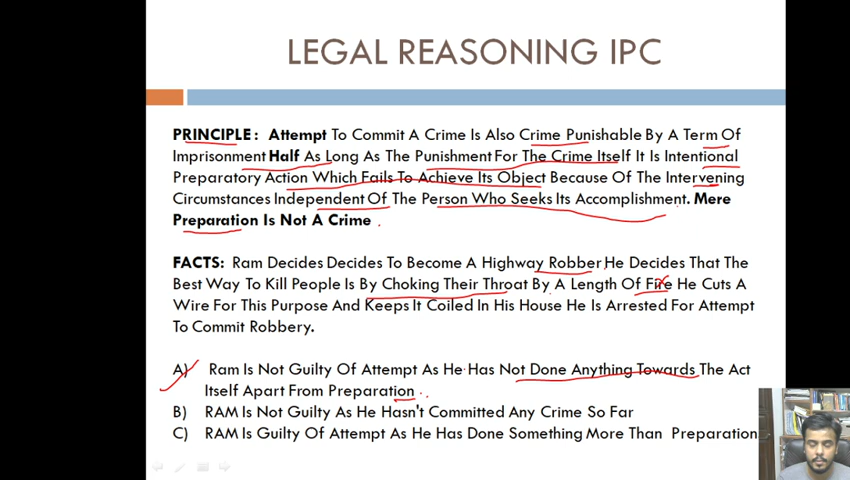 LEGAL REASONING IPC
PRINCIPLE : Attempt To Commit A Crime Is Also Crime Punishable By A Term Of
Imprisonment Half As Long As The Punishment For The Crime Itself It Is Intentional
Preparatory Action Which Fails To Achieve Its Object Because Of The Intervening
Circumstances Independent Of The Person Who Seeks Its Accomplishment. Mere
Preparation Is Not A Crime
FACTS: Ram Decides Decides To Become A Highway Robber He Decides That The
Best Way To Kill People Is By Choking Their Throat By A Length Of Fire He Cuts A
Wire For This Purpose And Keeps It Coiled In His House He Is Arrested For Attempt
To Commit Robbery.
A) Ram Is Not Guilty Of Attempt As He Has Not Done Anything Towards The Act
Itself Apart From Preparation
B) RAM Is Not Guilty As He Hasn't Committed Any Crime So Far
C) RAM Is Guilty Of Attempt As He Has Done Something More Than Preparation